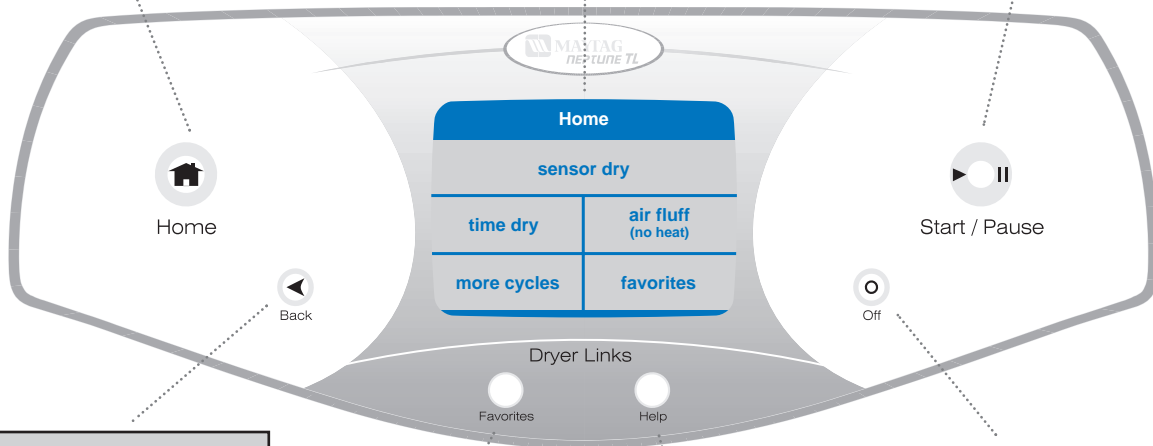 MAYTAG
NEPTUNE TL
Home
sensor dry
time dry
air fluff
(no heat)
more cycles
favorites
Home
Start / Pause
Back
Off
Dryer Links
Favorites
Help